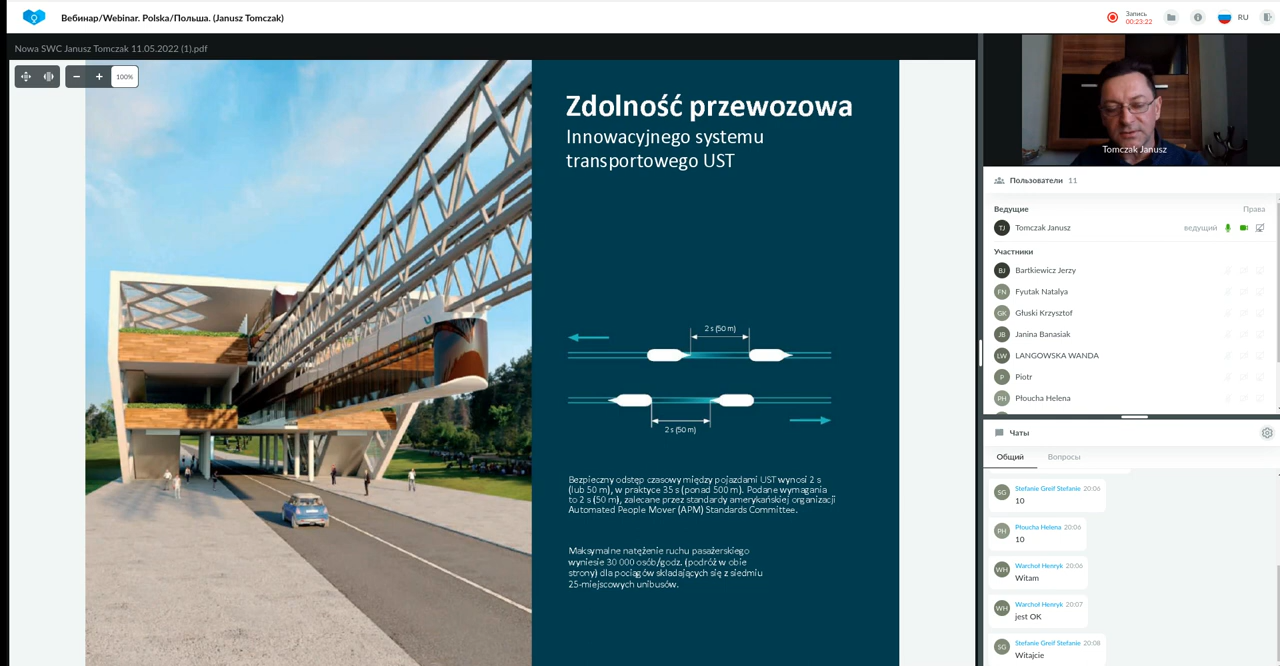 Вебинар/Webinar. Polska/Польша. (Janusz Tomczak)
Запись
00:23:22
RU
Nowa SWC Janusz Tomczak 11.05.2022 (1).pdf
100%
Zdolność przewozowa
Innowacyjnego systemu
transportowego UST
2 s (50 m)
2 s (50 m)
Bezpieczny odstęp czasowy między pojazdami UST wynosi 2 s
(lub 50 m), w praktyce 35 s (ponad 500 m). Podane wymagania
to 2 s (50 m), zalecane przez standardy amerykańskiej organizacji
Automated People Mover (APM) Standards Committee.
Maksymalne natężenie ruchu pasażerskiego
wyniesie 30 000 osób/godz. (podróż w obie
strony) dla pociągów składających się z siedmiu
25-miejscowych unibusów.
Tomczak Janusz
Пользователи 11
Ведущие Права
TJ Tomczak Janusz ведущий
Участники
BJ Bartkiewicz Jerzy
FN Fyutak Natalya
GK Głuski Krzysztof
JB Janina Banasiak
LW LANGOWSKA WANDA
P Piotr
PH Płoucha Helena
Чаты
Общий Вопросы
SG Stefanie Greif Stefanie 20:06
10
PH Płoucha Helena 20:06
10
WH Warchoł Henryk 20:06
Witam
WH Warchoł Henryk 20:07
jest OK
SG Stefanie Greif Stefanie 20:08
Witajcie